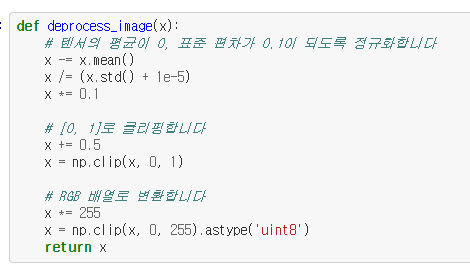 def deprocess_image(x):
# 텐서의 평균이 0, 표준 편차가 0.1이 되도록 정규화합니다
x -= x.mean()
x /= (x.std() + 1e-5)
x *= 0.1
# [0, 1]로 클리핑합니다
x += 0.5
x = np.clip(x, 0, 1)
# RGB 배열로 변환합니다
x *= 255
x = np.clip(x, 0, 255).astype('uint8')
return x